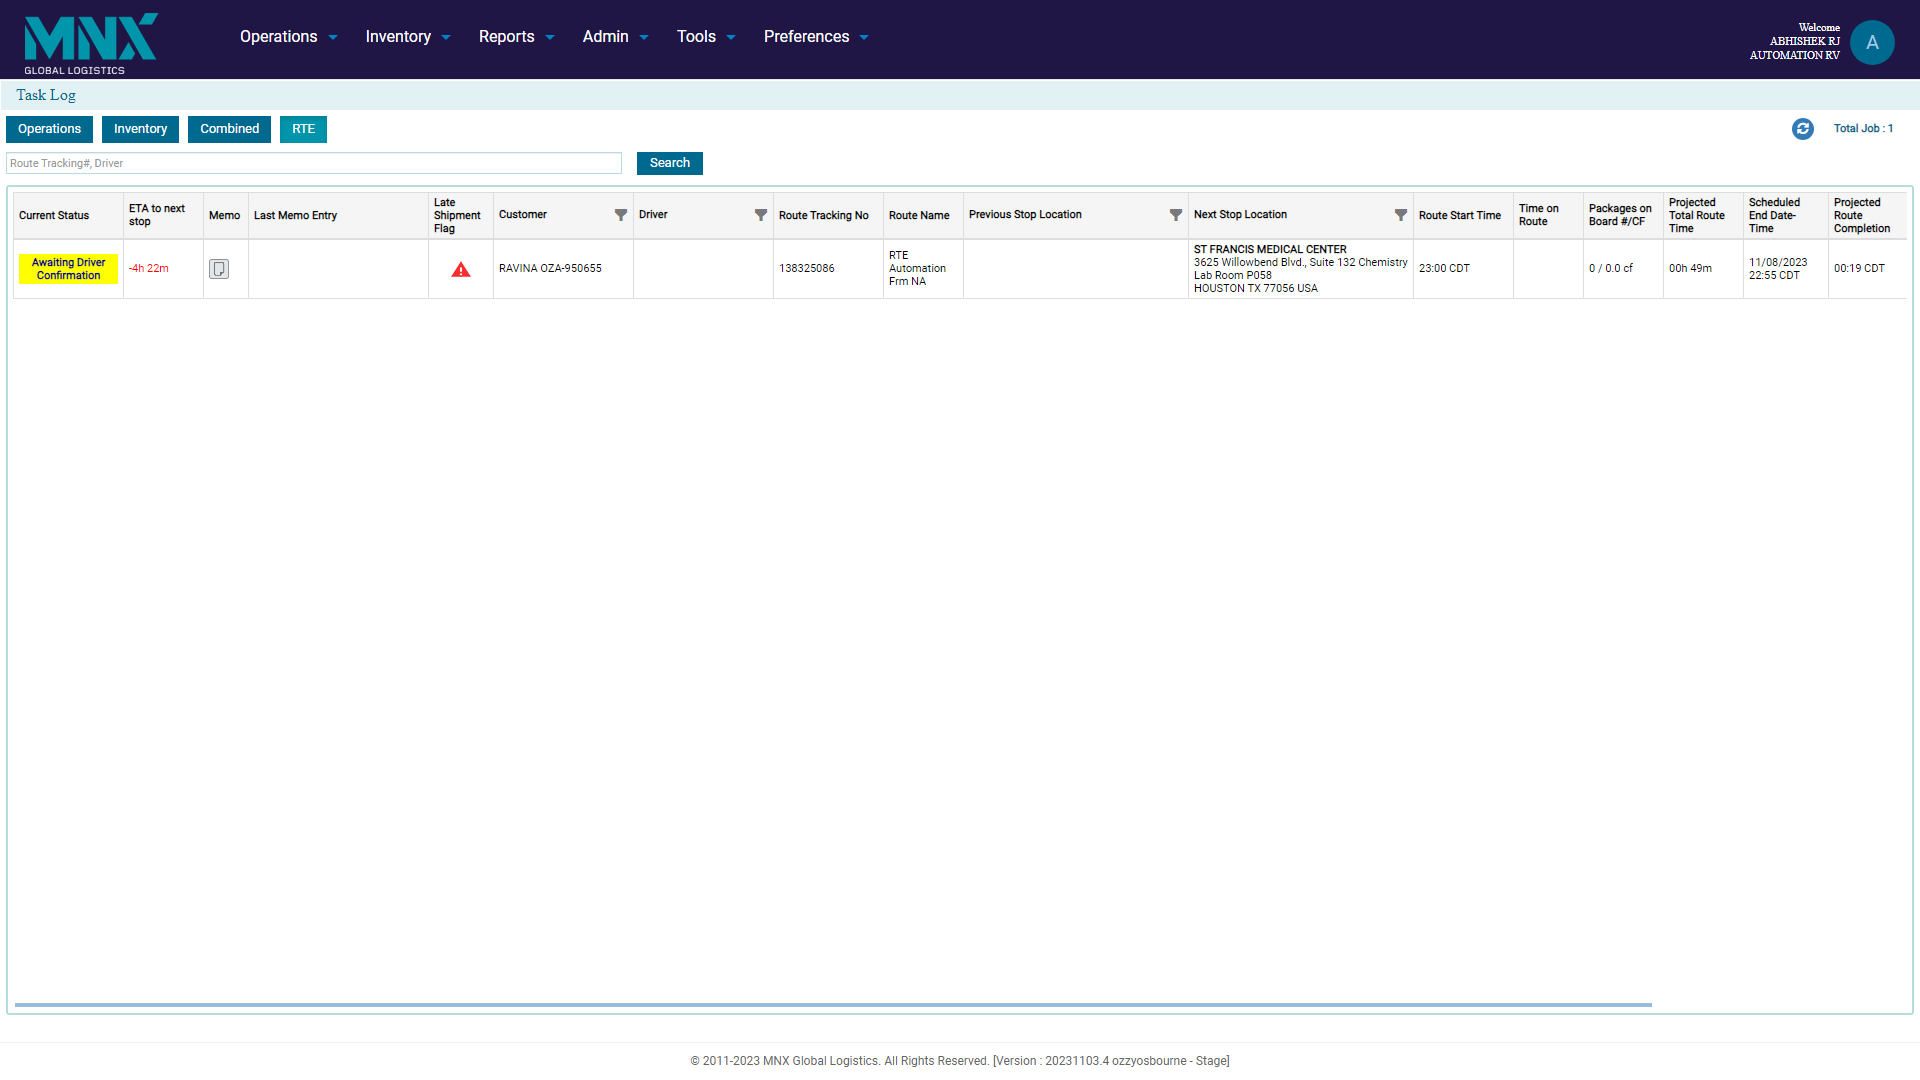 MNX
GLOBAL LOGISTICS
Operations
Inventory
Reports
Admin
Tools
Preferences
Welcome
ABHISHEK RJ
AUTOMATION RV
A
Task Log
Operations
Inventory
Combined
RTE
Total Job : 1
Route Tracking#, Driver
Search
Current Status
ETA to next
stop
Memo
Last Memo Entry
Late
Shipment
Flag
Customer
Driver
Route Tracking No
Route Name
Previous Stop Location
Next Stop Location
Route Start Time
Time on
Route
Packages on
Board #/CF
Projected
Total Route
Time
Scheduled
End Date-
Time
Projected
Route
Completion
Awaiting Driver
Confirmation
-4h 22m
RAVINA OZA-950655
138325086
RTE
Automation
Frm NA
ST FRANCIS MEDICAL CENTER
3625 Willowbend Blvd., Suite 132 Chemistry
Lab Room P058
HOUSTON TX 77056 USA
23:00 CDT
0 / 0.0 cf
00h 49m
11/08/2023
22:55 CDT
00:19 CDT
© 2011-2023 MNX Global Logistics. All Rights Reserved. [Version : 20231103.4 ozzyosbourne - Stage]